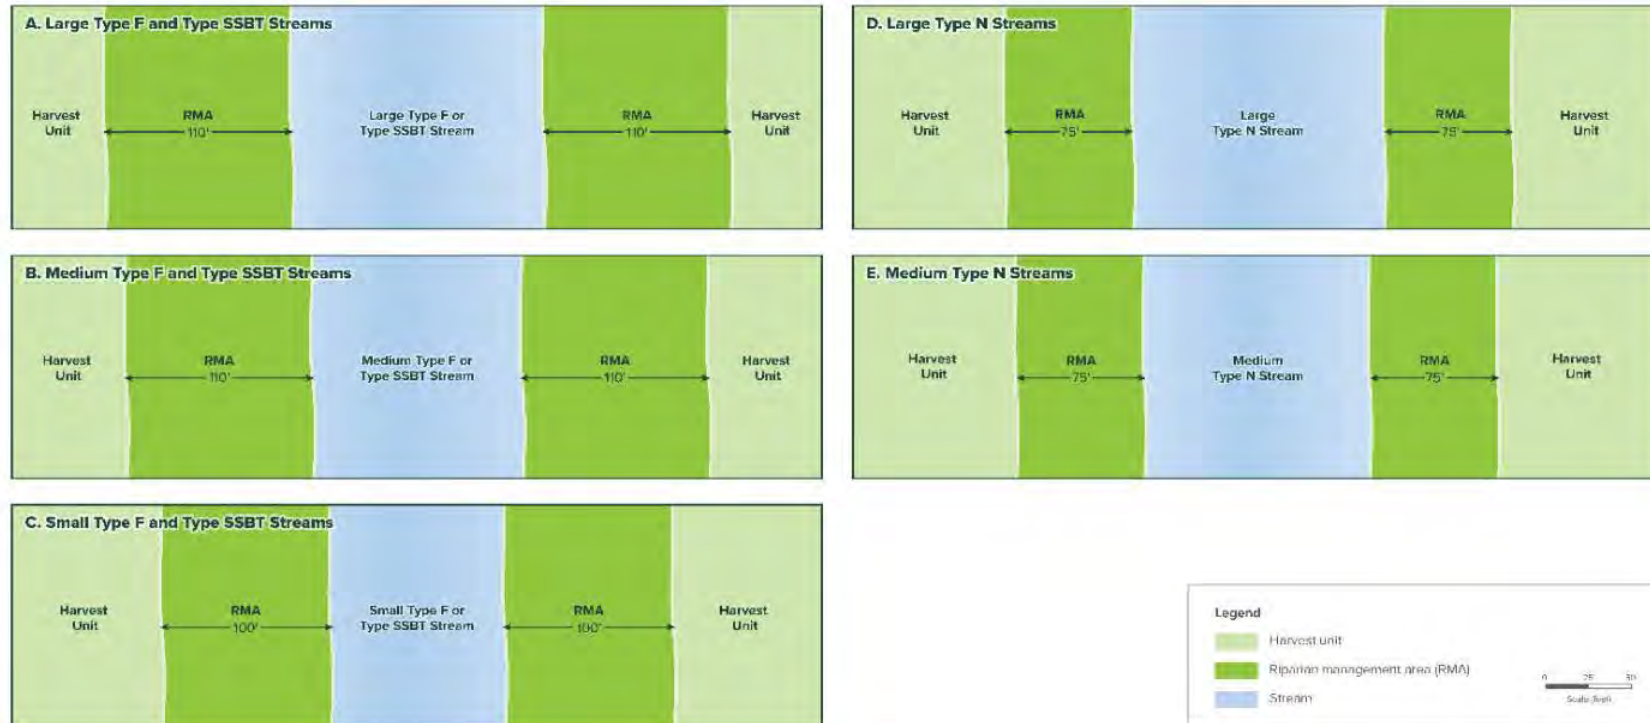 A. Large Type F and Type SSBT Streams
Harvest
Unit
RMA
110'
Large Type F or
Type SSBT Stream
RMA
110'
Harvest
Unit
B. Medium Type F and Type SSBT Streams
Harvest
Unit
RMA
110'
Medium Type F or
Type SSBT Stream
RMA
110'
Harvest
Unit
C. Small Type F and Type SSBT Streams
Harvest
Unit
RMA
100'
Small Type F or
Type SSBT Stream
RMA
100'
Harvest
Unit
D. Large Type N Streams
Harvest
Unit
RMA
75'
Large
Type N Stream
RMA
75'
Harvest
Unit
E. Medium Type N Streams
Harvest
Unit
RMA
75'
Medium
Type N Stream
RMA
75'
Harvest
Unit
Legend
Harvest unit
Riparian management area (RMA)
Stream
0 25 50
Scale (feet)